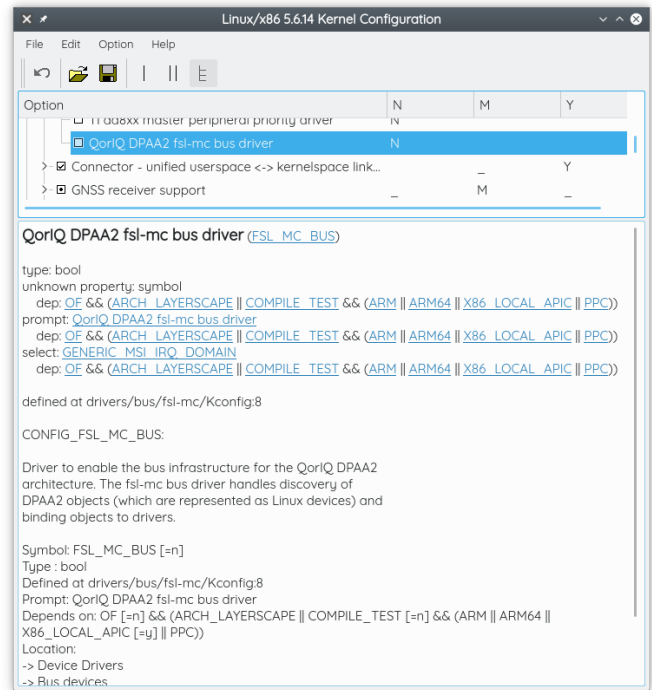 Linux/x86 5.6.14 Kernel Configuration
File Edit Option Help
Option N M Y
TI da8xx master peripheral priority driver N
QorIQ DPAA2 fsl-mc bus driver N
Connector - unified userspace <-> kernelspace link... _ Y
GNSS receiver support _ M _
QorIQ DPAA2 fsl-mc bus driver (FSL_MC_BUS)
type: bool
unknown property: symbol
dep: OF && (ARCH_LAYERSCAPE || COMPILE_TEST && (ARM || ARM64 || X86_LOCAL_APIC || PPC))
prompt: QorIQ DPAA2 fsl-mc bus driver
dep: OF && (ARCH_LAYERSCAPE || COMPILE_TEST && (ARM || ARM64 || X86_LOCAL_APIC || PPC))
select: GENERIC_MSI_IRQ_DOMAIN
dep: OF && (ARCH_LAYERSCAPE || COMPILE_TEST && (ARM || ARM64 || X86_LOCAL_APIC || PPC))
defined at drivers/bus/fsl-mc/Kconfig:8
CONFIG_FSL_MC_BUS:
Driver to enable the bus infrastructure for the QorIQ DPAA2
architecture. The fsl-mc bus driver handles discovery of
DPAA2 objects (which are represented as Linux devices) and
binding objects to drivers.
Symbol: FSL_MC_BUS [=n]
Type : bool
Defined at drivers/bus/fsl-mc/Kconfig:8
Prompt: QorIQ DPAA2 fsl-mc bus driver
Depends on: OF [=n] && (ARCH_LAYERSCAPE || COMPILE_TEST [=n] && (ARM || ARM64 ||
X86_LOCAL_APIC [=y] || PPC))
Location:
-> Device Drivers
-> Bus devices